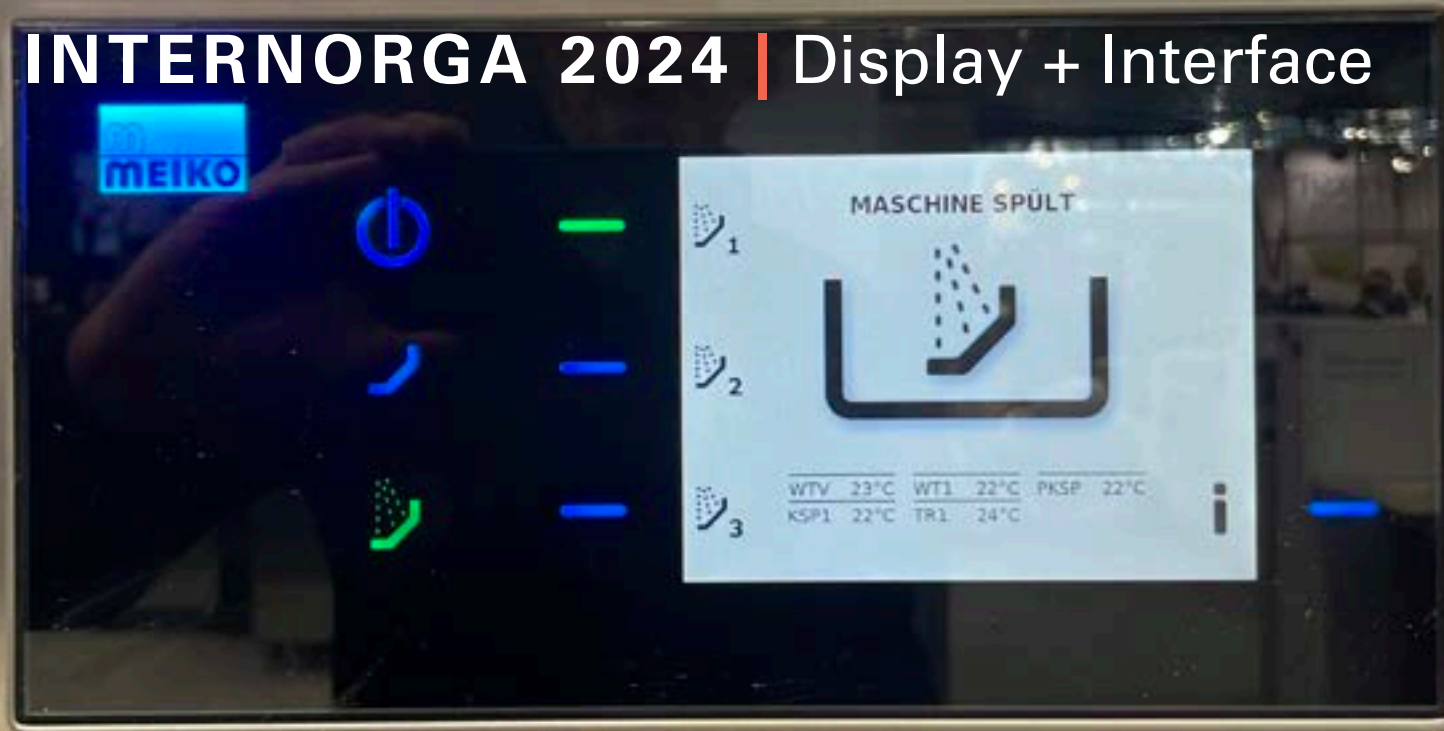 INTERNORGA 2024 | Display + Interface
m
MEIKO
MASCHINE SPÜLT
1
2
3
WTV 23°C WT1 22°C PKSP 22°C
KSP1 22°C TR1 24°C
i